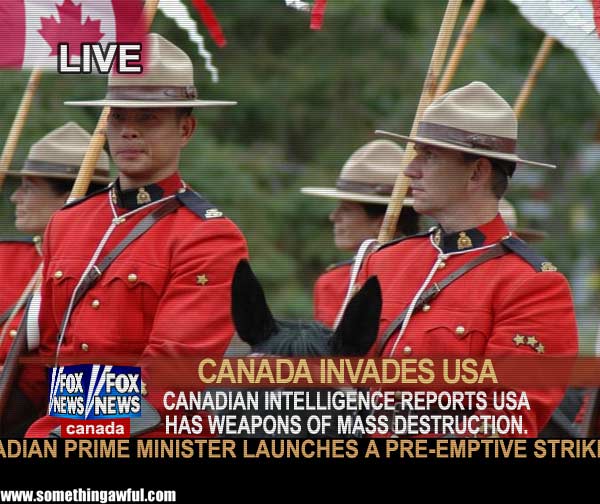 LIVE
CANADA INVADES USA
FOX NEWS FOX NEWS
canada
CANADIAN INTELLIGENCE REPORTS USA
HAS WEAPONS OF MASS DESTRUCTION.
ADIAN PRIME MINISTER LAUNCHES A PRE-EMPTIVE STRIK
www.somethingawful.com